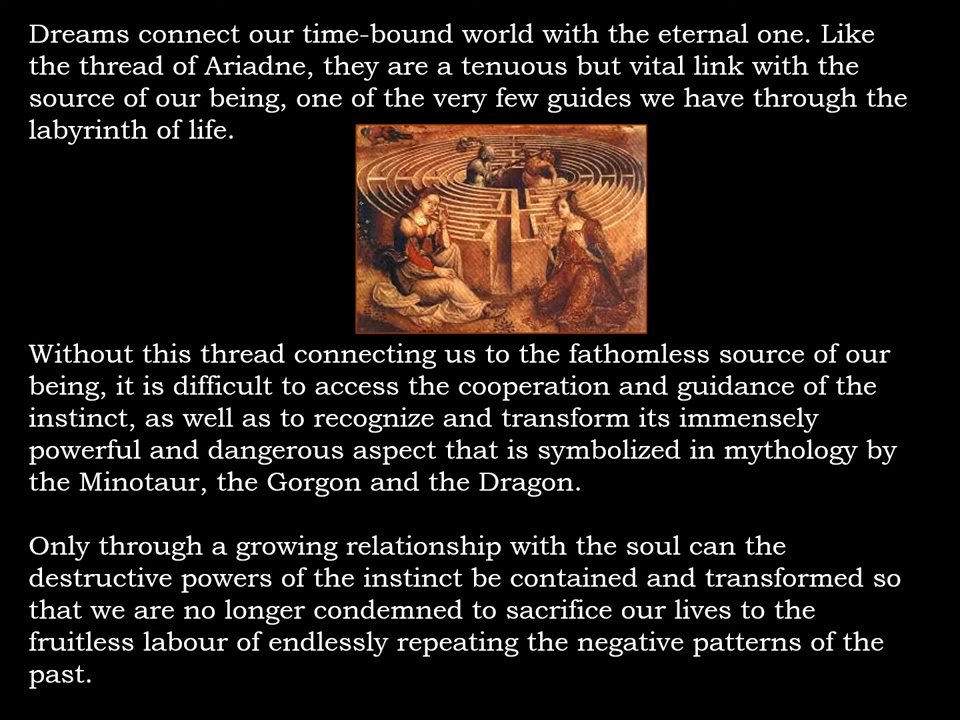 Dreams connect our time-bound world with the eternal one. Like
the thread of Ariadne, they are a tenuous but vital link with the
source of our being, one of the very few guides we have through the
labyrinth of life.
Without this thread connecting us to the fathomless source of our
being, it is difficult to access the cooperation and guidance of the
instinct, as well as to recognize and transform its immensely
powerful and dangerous aspect that is symbolized in mythology by
the Minotaur, the Gorgon and the Dragon.
Only through a growing relationship with the soul can the
destructive powers of the instinct be contained and transformed so
that we are no longer condemned to sacrifice our lives to the
fruitless labour of endlessly repeating the negative patterns of the
past.